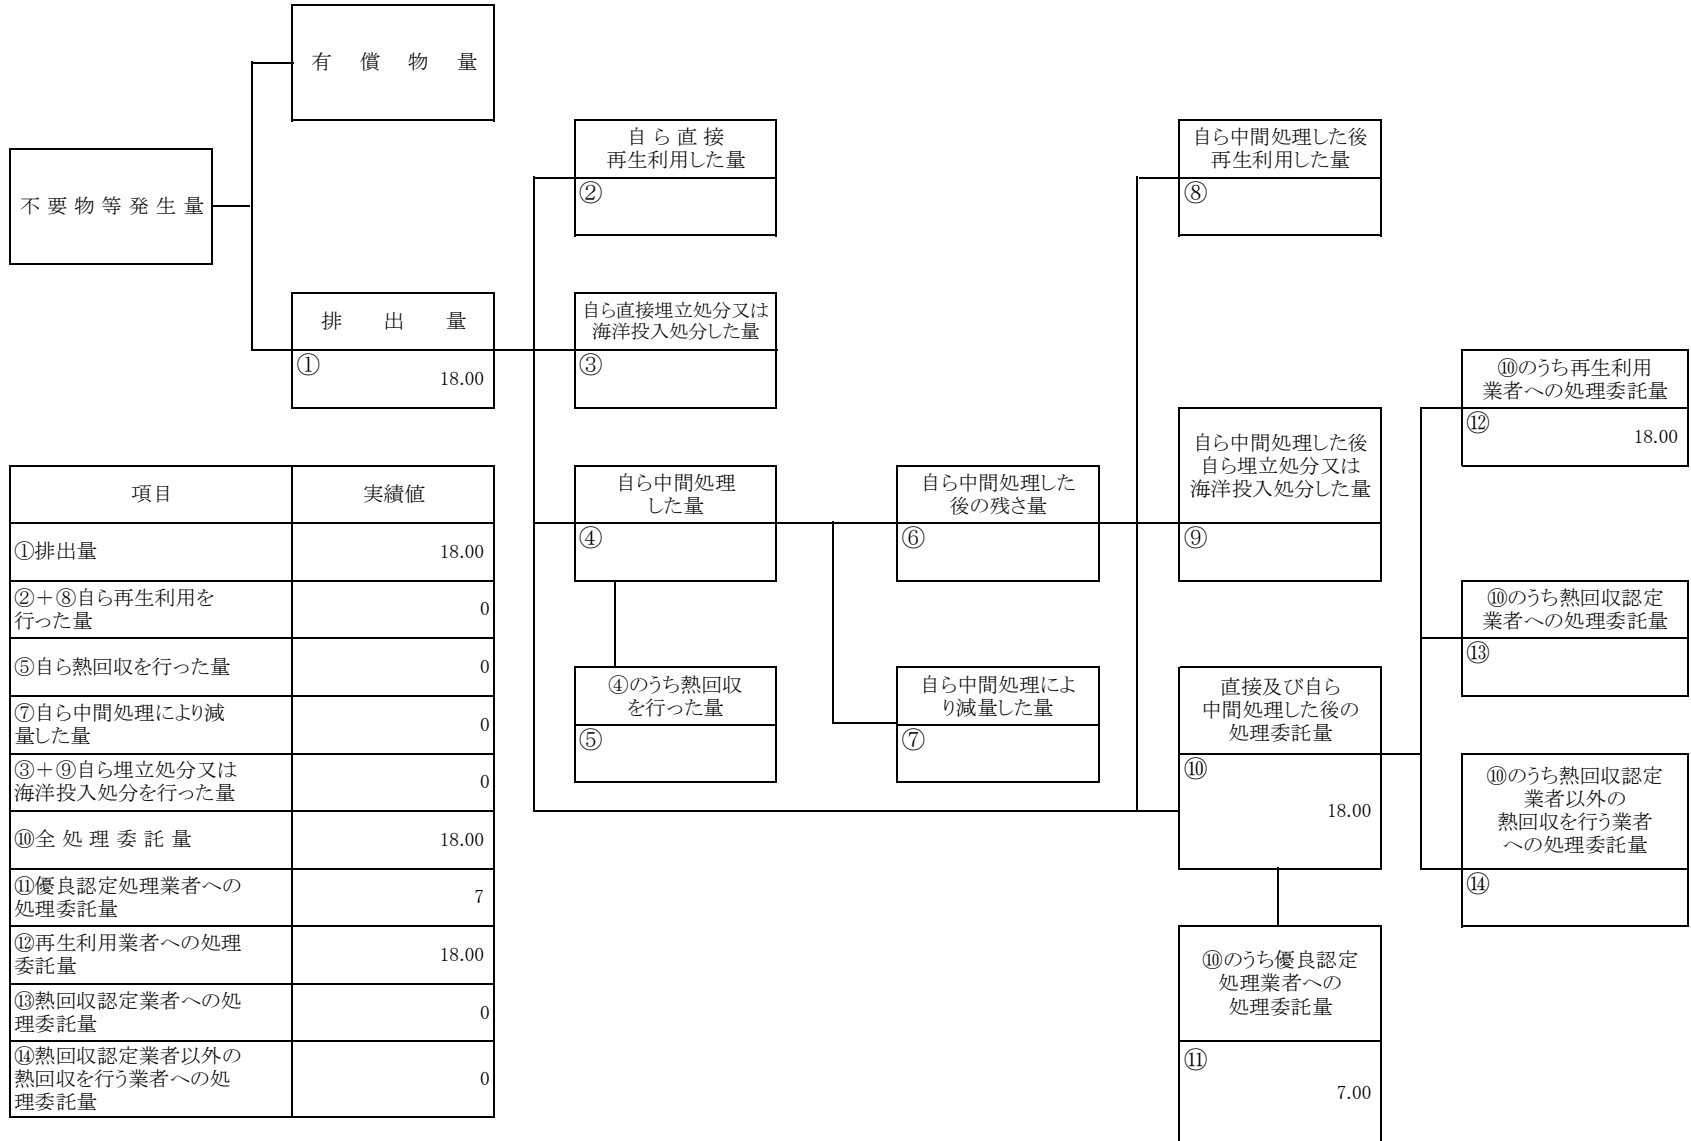 有 償 物 量
不 要 物 等 発 生 量
排 出 量
①
18.00
自 ら 直 接
再生利用した量
②
自ら直接埋立処分又は
海洋投入処分した量
③
自ら中間処理
した量
④
④のうち熱回収
を行った量
⑤
自ら中間処理した
後の残さ量
⑥
自ら中間処理によ
り減量した量
⑦
自ら中間処理した後
再生利用した量
⑧
自ら中間処理した後
自ら埋立処分又は
海洋投入処分した量
⑨
直接及び自ら
中間処理した後の
処理委託量
⑩
18.00
⑩のうち優良認定
処理業者への
処理委託量
⑪
7.00
⑩のうち再生利用
業者への処理委託量
⑫
18.00
⑩のうち熱回収認定
業者への処理委託量
⑬
⑩のうち熱回収認定
業者以外の
熱回収を行う業者
への処理委託量
⑭
項目 実績値
①排出量 18.00
②＋⑧自ら再生利用を
行った量 0
⑤自ら熱回収を行った量 0
⑦自ら中間処理により減
量した量 0
③＋⑨自ら埋立処分又は
海洋投入処分を行った量 0
⑩全 処 理 委 託 量 18.00
⑪優良認定処理業者への
処理委託量 7
⑫再生利用業者への処理
委託量 18.00
⑬熱回収認定業者への処
理委託量 0
⑭熱回収認定業者以外の
熱回収を行う業者への処
理委託量 0